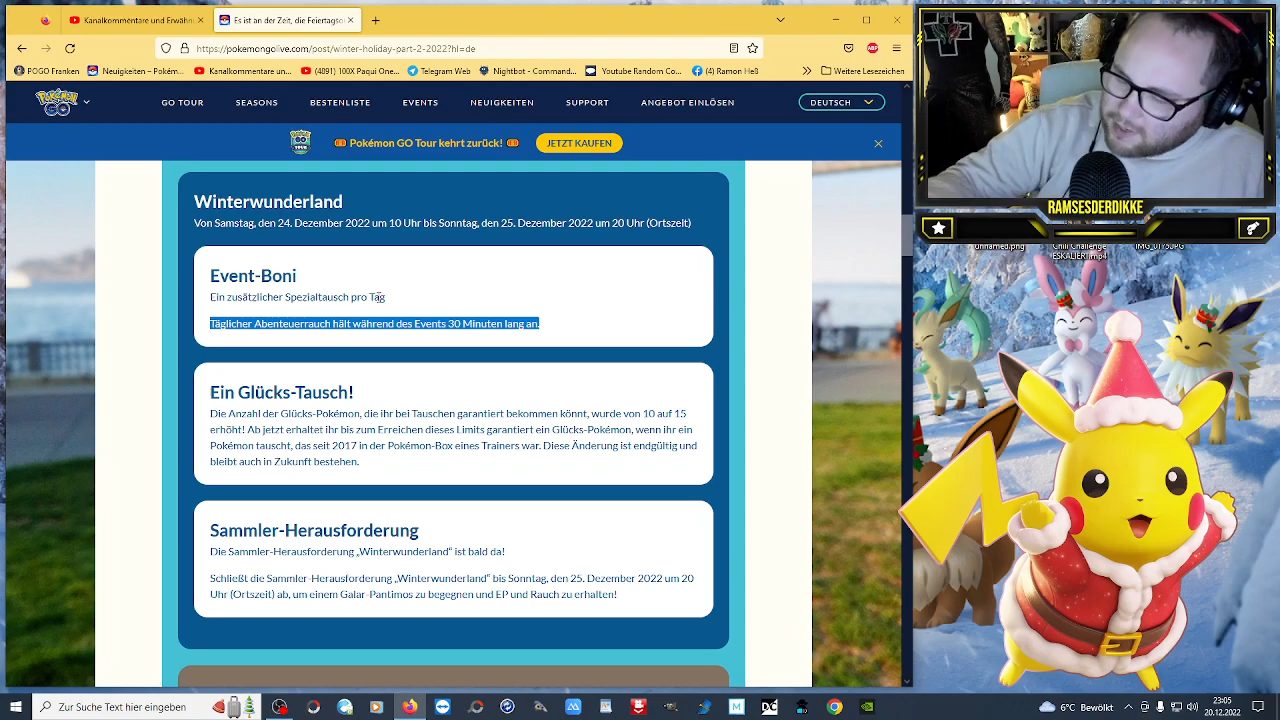 Kanalkommentare und Erwähn
Es ist an der Zeit, die Feiertagso
https://pokemongolive.com/post/winter-holiday-part-2-2022?hl=de
POGO Franken
Neuigkeiten – Pokém...
Kanalkommentare un...
(4891) 100X Paqui One...
Telegram Web
Nightbot - Comman...
Youtube Random Co...
(4) Ramon Heß
Weitere Lesezeichen
GO TOUR
SEASONS
BESTENLISTE
EVENTS
NEUIGKEITEN
SUPPORT
ANGEBOT EINLÖSEN
DEUTSCH
Pokémon GO Tour kehrt zurück!
JETZT KAUFEN
Winterwunderland
Von Samstag, den 24. Dezember 2022 um 10 Uhr bis Sonntag, den 25. Dezember 2022 um 20 Uhr (Ortszeit)
Event-Boni
Ein zusätzlicher Spezialtausch pro Tag
Täglicher Abenteuerrauch hält während des Events 30 Minuten lang an.
Ein Glücks-Tausch!
Die Anzahl der Glücks-Pokémon, die ihr bei Tauschen garantiert bekommen könnt, wurde von 10 auf 15
erhöht! Ab jetzt erhaltet ihr bis zum Erreichen dieses Limits garantiert ein Glücks-Pokémon, wenn ihr ein
Pokémon tauscht, das seit 2017 in der Pokémon-Box eines Trainers war. Diese Änderung ist endgültig und
bleibt auch in Zukunft bestehen.
Sammler-Herausforderung
Die Sammler-Herausforderung „Winterwunderland“ ist bald da!
Schließt die Sammler-Herausforderung „Winterwunderland“ bis Sonntag, den 25. Dezember 2022 um 20
Uhr (Ortszeit) ab, um einem Galar-Pantimos zu begegnen und EP und Rauch zu erhalten!
RAMSESDERDIKKE
unnamed.png
Chili Challenge
ESKALIERT!.mp4
Zur Suche Text hier eingeben
6°C Bewölkt
23:05
20.12.2022